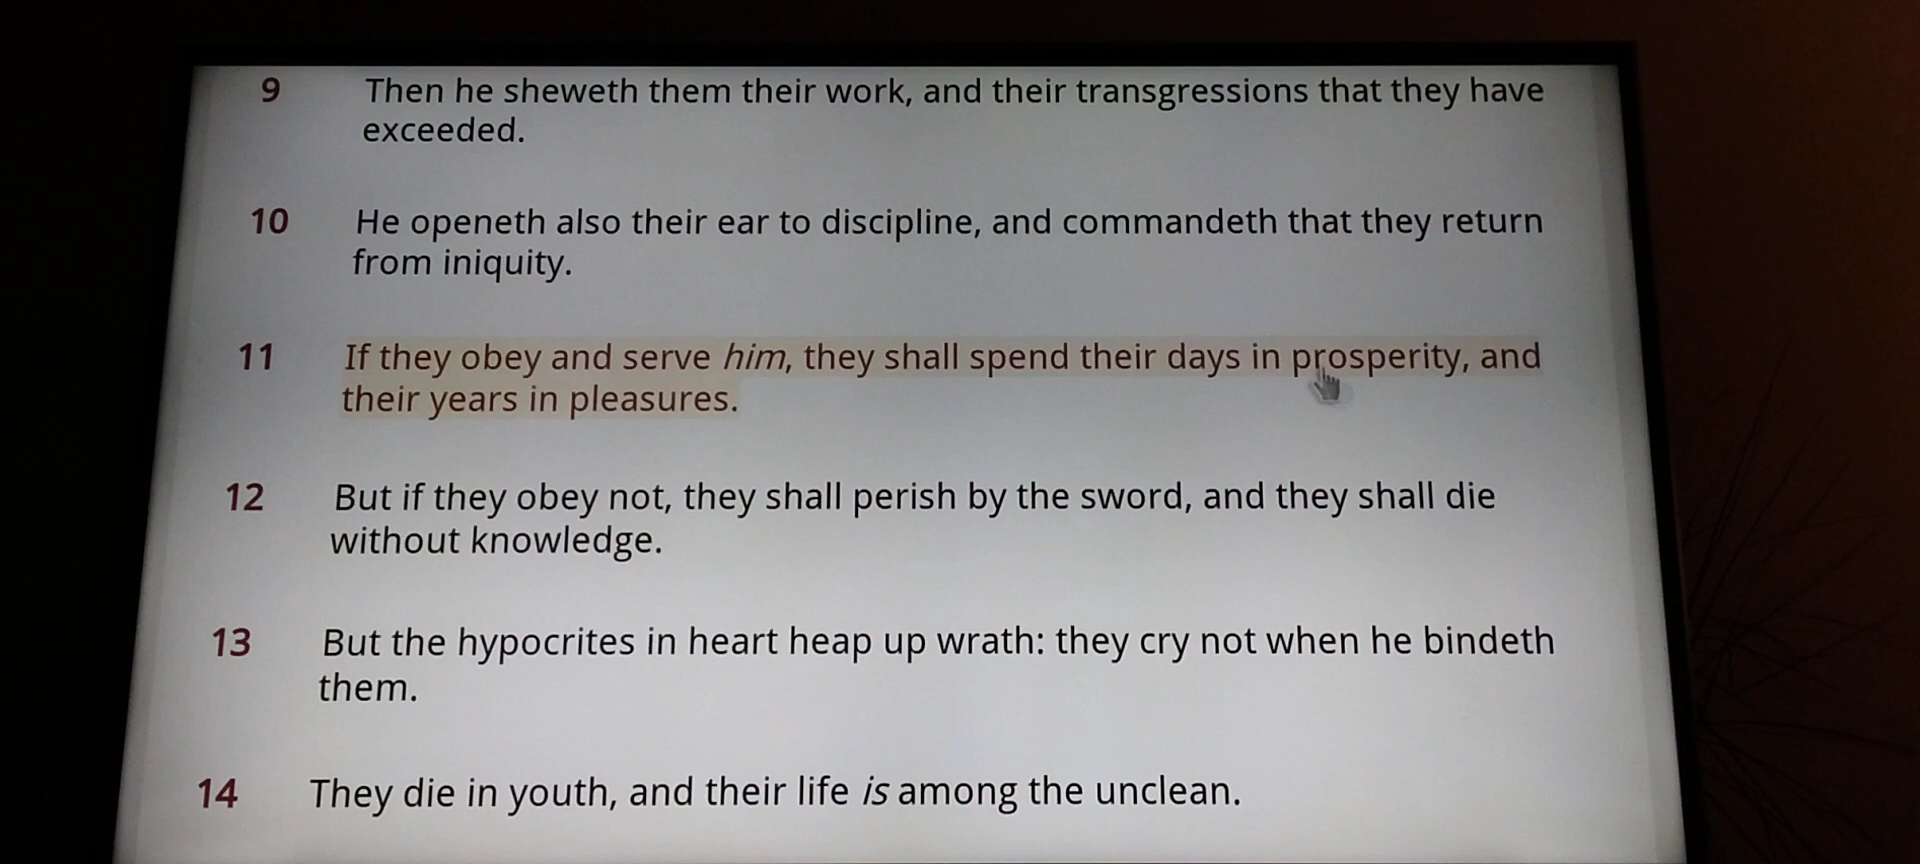 9 Then he sheweth them their work, and their transgressions that they have
exceeded.
10 He openeth also their ear to discipline, and commandeth that they return
from iniquity.
11 If they obey and serve him, they shall spend their days in prosperity, and
their years in pleasures.
12 But if they obey not, they shall perish by the sword, and they shall die
without knowledge.
13 But the hypocrites in heart heap up wrath: they cry not when he bindeth
them.
14 They die in youth, and their life is among the unclean.